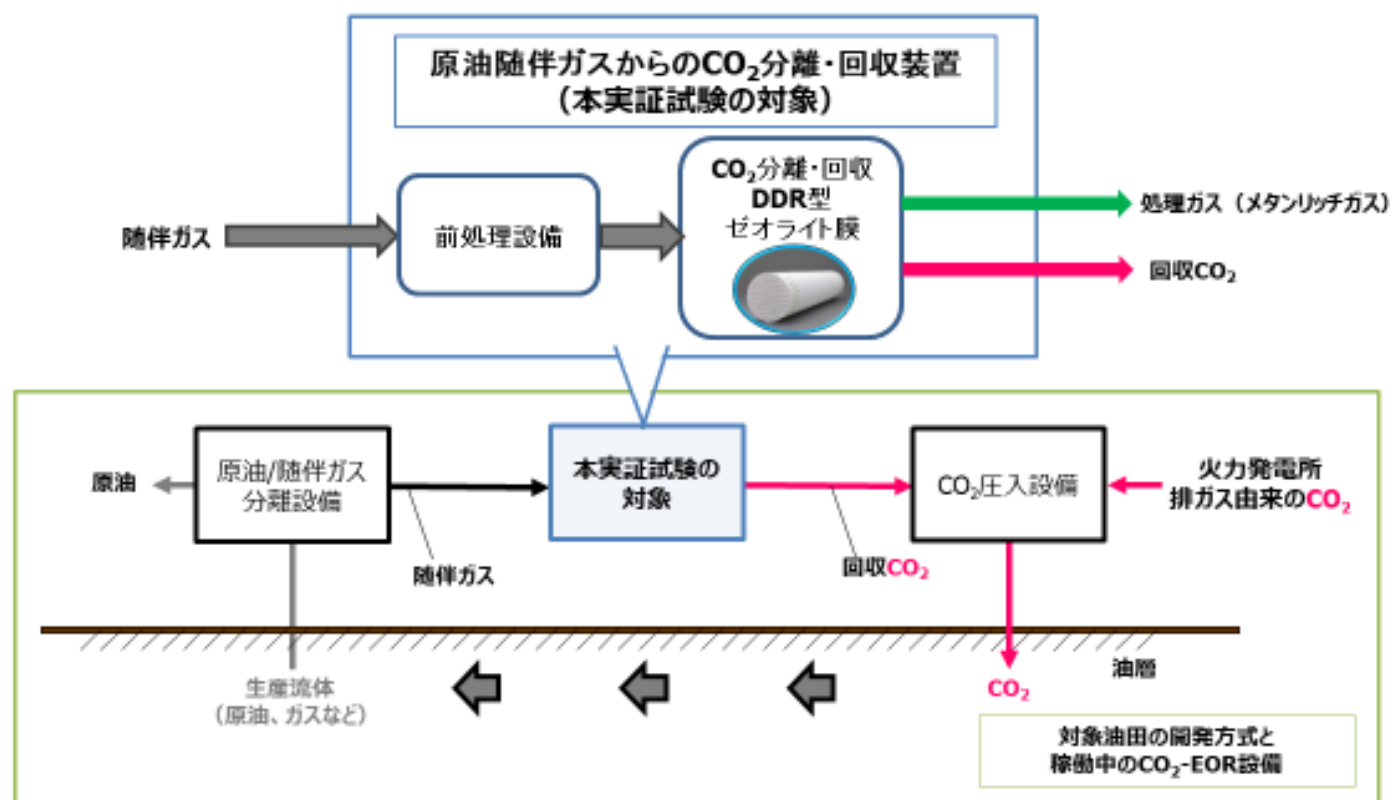 原油随伴ガスからのCO₂分離・回収装置
（本実証試験の対象）
随伴ガス
前処理設備
CO₂分離・回収
DDR型
ゼオライト膜
処理ガス（メタンリッチガス）
回収CO₂
原油
原油/随伴ガス
分離設備
随伴ガス
本実証試験の
対象
回収CO₂
CO₂圧入設備
火力発電所
排ガス由来のCO₂
生産流体
（原油、ガスなど）
CO₂
油層
対象油田の開発方式と
稼働中のCO₂-EOR設備